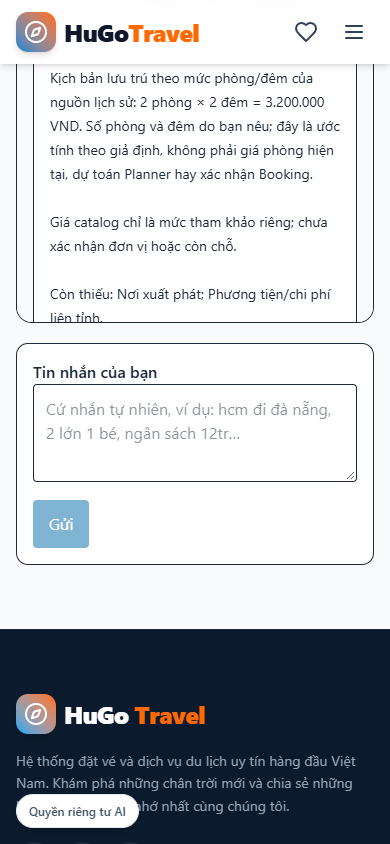 HuGoTravel
Kịch bản lưu trú theo mức phòng/đêm của
nguồn lịch sử: 2 phòng × 2 đêm = 3.200.000
VND. Số phòng và đêm do bạn nêu; đây là ước
tính theo giả định, không phải giá phòng hiện
tại, dự toán Planner hay xác nhận Booking.
Giá catalog chỉ là mức tham khảo riêng; chưa
xác nhận đơn vị hoặc còn chỗ.
Còn thiếu: Nơi xuất phát; Phương tiện/chi phí
liên tỉnh.
Tin nhắn của bạn
Cứ nhắn tự nhiên, ví dụ: hcm đi đà nẵng,
2 lớn 1 bé, ngân sách 12tr...
Gửi
HuGo Travel
Hệ thống đặt vé và dịch vụ du lịch uy tín hàng đầu Việt
Nam. Khám phá những chân trời mới và chia sẻ những
nhớ nhất cùng chúng tôi.
Quyền riêng tư AI